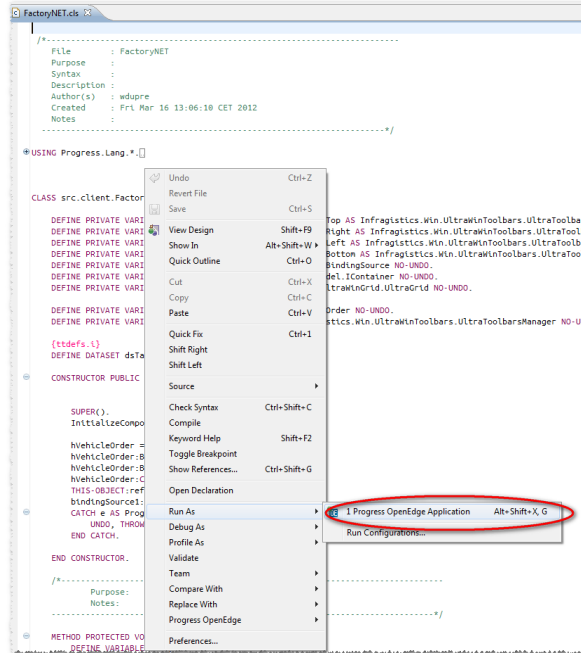 FactoryNET.cls
/*------------------------------------------------------------------------
File : FactoryNET
Purpose :
Syntax :
Description :
Author(s) : wdupre
Created : Fri Mar 16 13:06:10 CET 2012
Notes :
----------------------------------------------------------------------*/
USING Progress.Lang.*.
CLASS src.client.Factor
DEFINE PRIVATE VARI Top AS Infragistics.Win.UltraWinToolbars.UltraToolba
DEFINE PRIVATE VARI Right AS Infragistics.Win.UltraWinToolbars.UltraTool
DEFINE PRIVATE VARI Left AS Infragistics.Win.UltraWinToolbars.UltraToolb
DEFINE PRIVATE VARI Bottom AS Infragistics.Win.UltraWinToolbars.UltraToo
DEFINE PRIVATE VARI BindingSource NO-UNDO.
DEFINE PRIVATE VARI del.IContainer NO-UNDO.
DEFINE PRIVATE VARI ltraWinGrid.UltraGrid NO-UNDO.
DEFINE PRIVATE VARI Order NO-UNDO.
DEFINE PRIVATE VARI stics.Win.UltraWinToolbars.UltraToolbarsManager NO-U
{ttdefs.i}
DEFINE DATASET dsTa
CONSTRUCTOR PUBLIC
SUPER().
InitializeCompo
hVehicleOrder =
hVehicleOrder:B
hVehicleOrder:B
hVehicleOrder:C
THIS-OBJECT:ref
bindingSource1:
CATCH e AS Prog
UNDO, THROW
END CATCH.
END CONSTRUCTOR.
/*------------------------------------------------------------------------
Purpose:
Notes:
------------------------------------------------------------------------*/
METHOD PROTECTED VO
DEFINE VARIABLE
Undo Ctrl+Z
Revert File
Save Ctrl+S
View Design Shift+F9
Show In Alt+Shift+W
Quick Outline Ctrl+O
Cut Ctrl+X
Copy Ctrl+C
Paste Ctrl+V
Quick Fix Ctrl+1
Shift Right
Shift Left
Source
Check Syntax Ctrl+Shift+C
Compile
Keyword Help Shift+F2
Toggle Breakpoint
Show References... Ctrl+Shift+G
Open Declaration
Run As
Debug As
Profile As
Validate
Team
Compare With
Replace With
Progress OpenEdge
Preferences...
1 Progress OpenEdge Application Alt+Shift+X, G
Run Configurations...